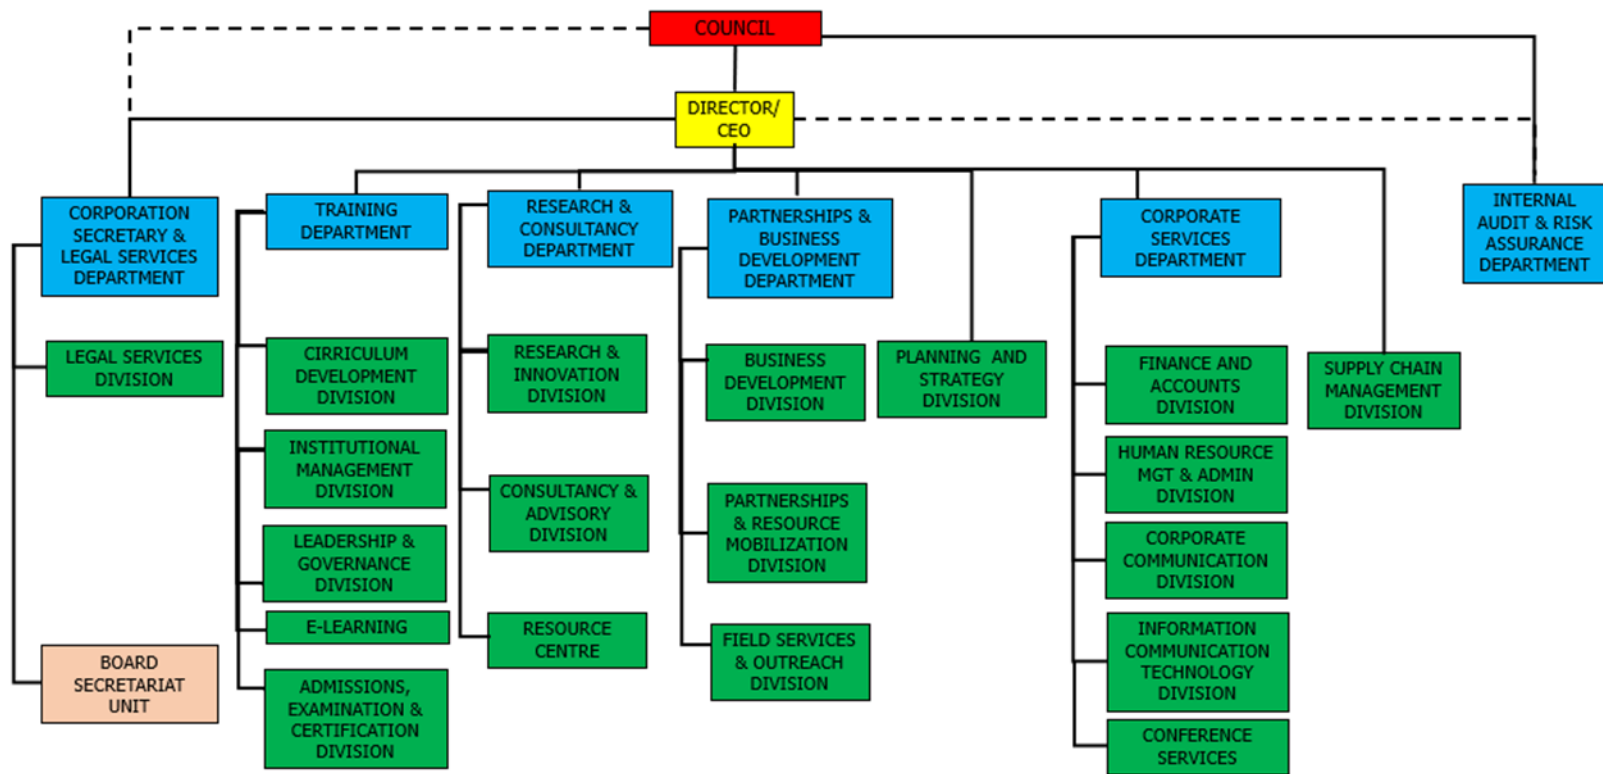 COUNCIL
DIRECTOR/
CEO
CORPORATION
SECRETARY &
LEGAL SERVICES
DEPARTMENT
TRAINING
DEPARTMENT
RESEARCH &
CONSULTANCY
DEPARTMENT
PARTNERSHIPS &
BUSINESS
DEVELOPMENT
DEPARTMENT
CORPORATE
SERVICES
DEPARTMENT
INTERNAL
AUDIT & RISK
ASSURANCE
DEPARTMENT
LEGAL SERVICES
DIVISION
BOARD
SECRETARIAT
UNIT
CIRRICULUM
DEVELOPMENT
DIVISION
INSTITUTIONAL
MANAGEMENT
DIVISION
LEADERSHIP &
GOVERNANCE
DIVISION
E-LEARNING
ADMISSIONS,
EXAMINATION &
CERTIFICATION
DIVISION
RESEARCH &
INNOVATION
DIVISION
CONSULTANCY &
ADVISORY
DIVISION
RESOURCE
CENTRE
BUSINESS
DEVELOPMENT
DIVISION
PARTNERSHIPS
& RESOURCE
MOBILIZATION
DIVISION
FIELD SERVICES
& OUTREACH
DIVISION
PLANNING AND
STRATEGY
DIVISION
FINANCE AND
ACCOUNTS
DIVISION
HUMAN RESOURCE
MGT & ADMIN
DIVISION
CORPORATE
COMMUNICATION
DIVISION
INFORMATION
COMMUNICATION
TECHNOLOGY
DIVISION
CONFERENCE
SERVICES
SUPPLY CHAIN
MANAGEMENT
DIVISION